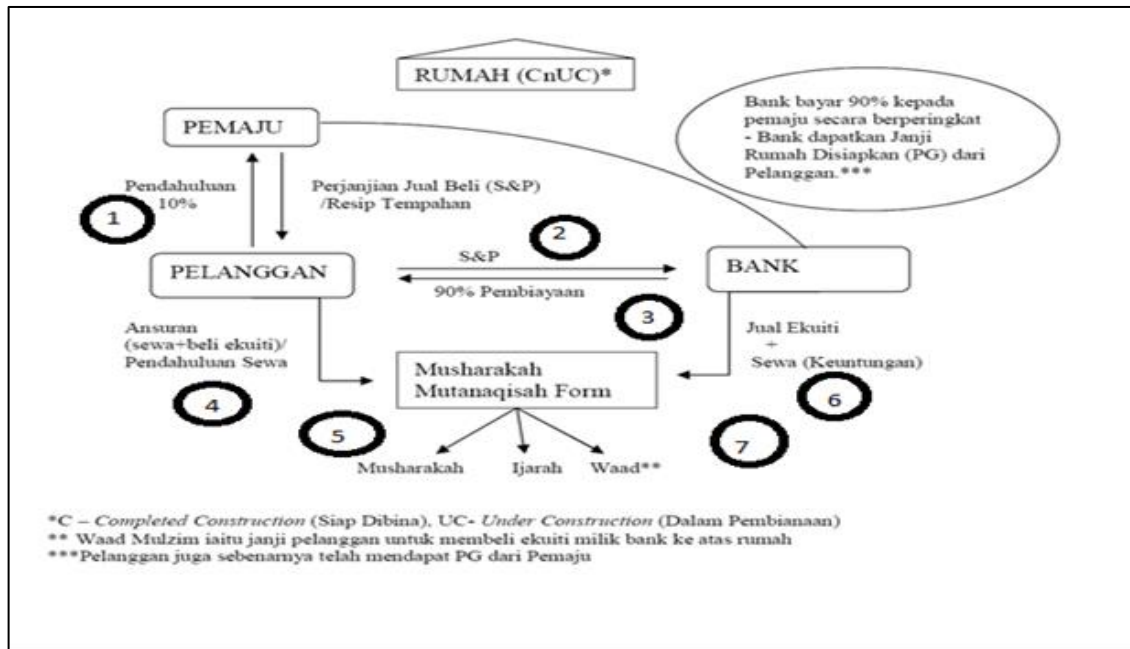 RUMAH (CnUC)*
PEMAJU
Bank bayar 90% kepada
pemaju secara berperingkat
- Bank dapatkan Janji
Rumah Disiapkan (PG) dari
Pelanggan.***
Pendahuluan
10%
1
Perjanjian Jual Beli (S&P)
/Resip Tempahan
2
PELANGGAN
S&P
90% Pembiayaan
BANK
3
Ansuran
(sewa+beli ekuiti)/
Pendahuluan Sewa
4
Jual Ekuiti
+
Sewa (Keuntungan)
6
Musharakah
Mutanaqisah Form
5
7
Musharakah
Ijarah
Waad**
*C – Completed Construction (Siap Dibina), UC- Under Construction (Dalam Pembianaan)
** Waad Mulzim iaitu janji pelanggan untuk membeli ekuiti milik bank ke atas rumah
***Pelanggan juga sebenarnya telah mendapat PG dari Pemaju